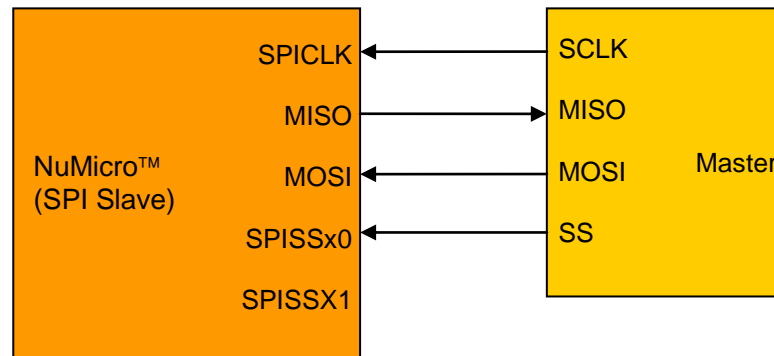 NuMicro™
(SPI Slave)
SPICLK
MISO
MOSI
SPISSx0
SPISSX1
SCLK
MISO
MOSI
SS
Master